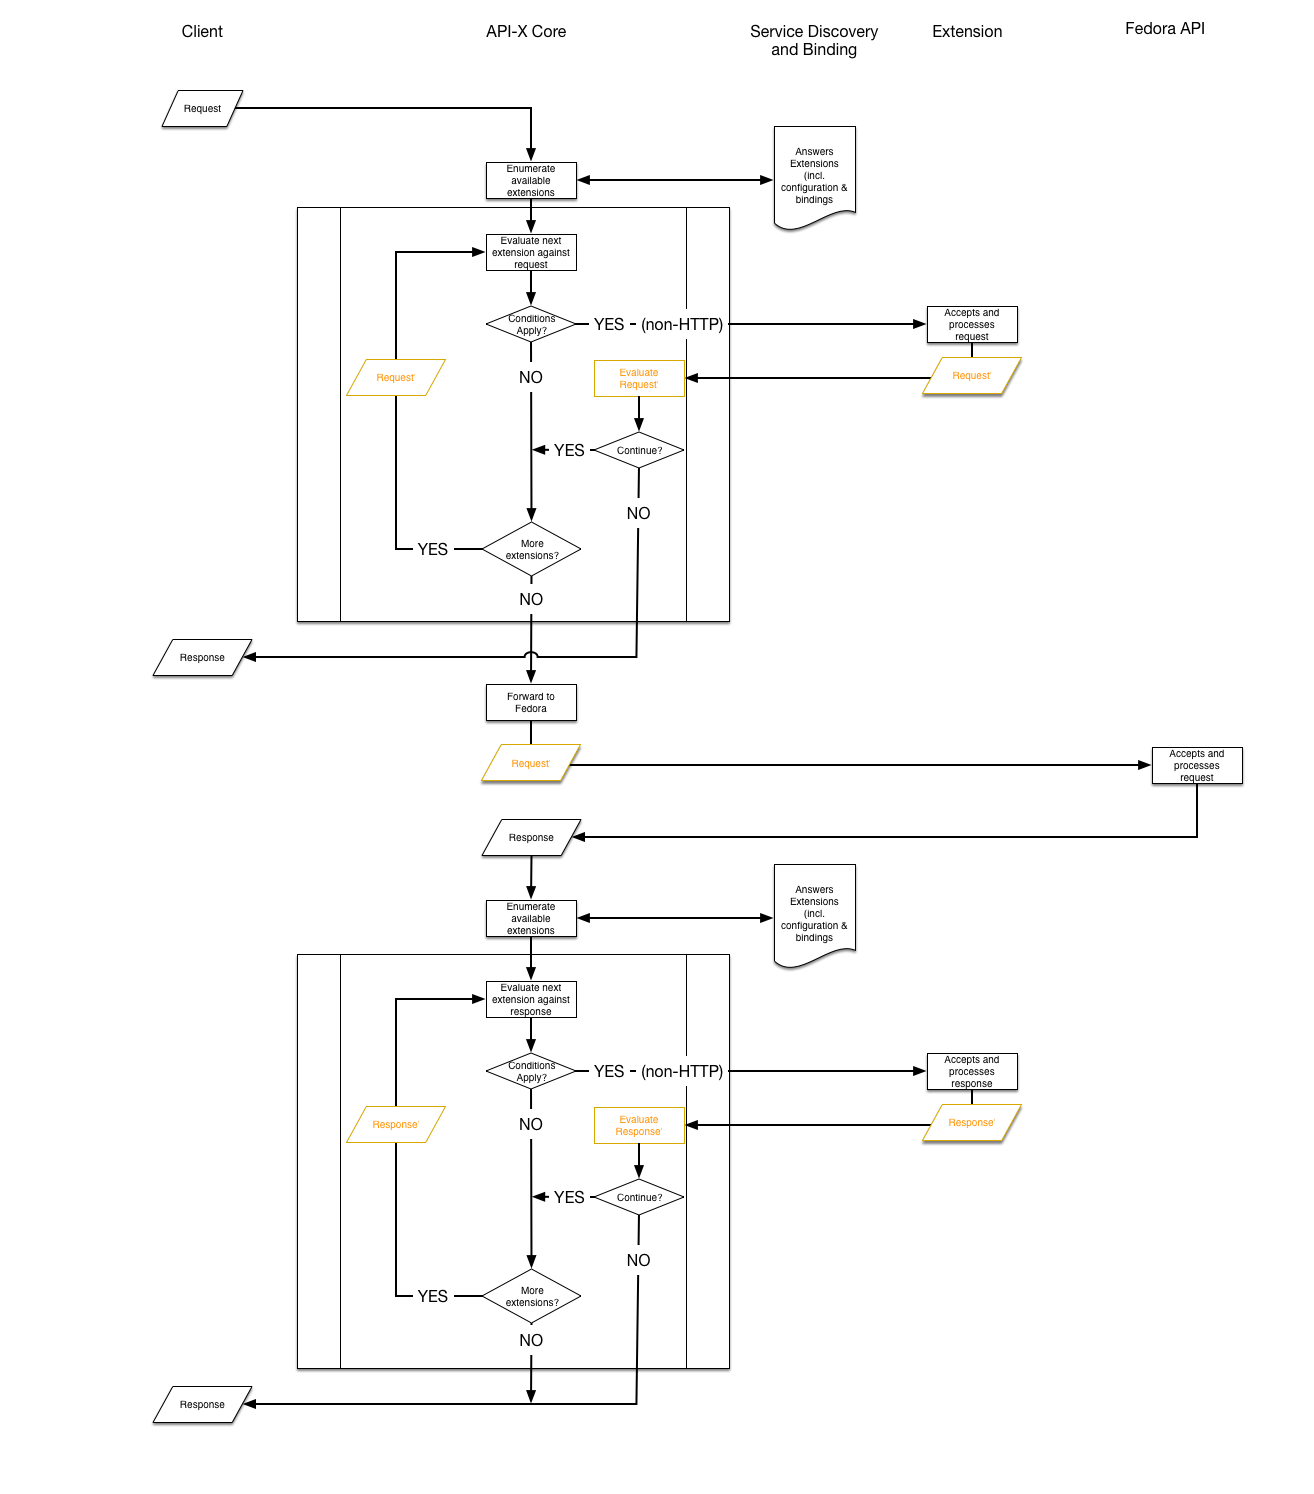 Client
API-X Core
Service Discovery
and Binding
Extension
Fedora API
Request
Enumerate
available
extensions
Answers
Extensions
(incl.
configuration &
bindings
Evaluate next
extension against
request
Conditions
Apply?
YES - (non-HTTP)
Accepts and
processes
request
NO
Request'
Evaluate
Request'
Request'
YES
Continue?
NO
More
extensions?
YES
NO
Response
Forward to
Fedora
Request'
Accepts and
processes
request
Response
Enumerate
available
extensions
Answers
Extensions
(incl.
configuration &
bindings
Evaluate next
extension against
response
Conditions
Apply?
YES - (non-HTTP)
Accepts and
processes
response
NO
Response'
Evaluate
Response'
Response'
YES
Continue?
NO
More
extensions?
YES
NO
Response